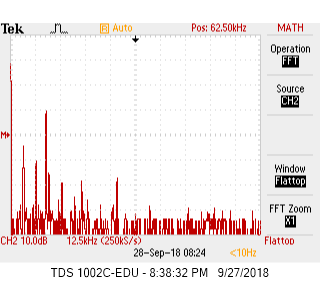 Tek Auto Pos: 62.50kHz MATH
Operation
FFT
Source
CH2
M
Window
Flattop
FFT Zoom
X1
CH2 10.0dB 12.5kHz (250kS/s) Flattop
28-Sep-18 08:24 <10Hz
TDS 1002C-EDU - 8:38:32 PM 9/27/2018